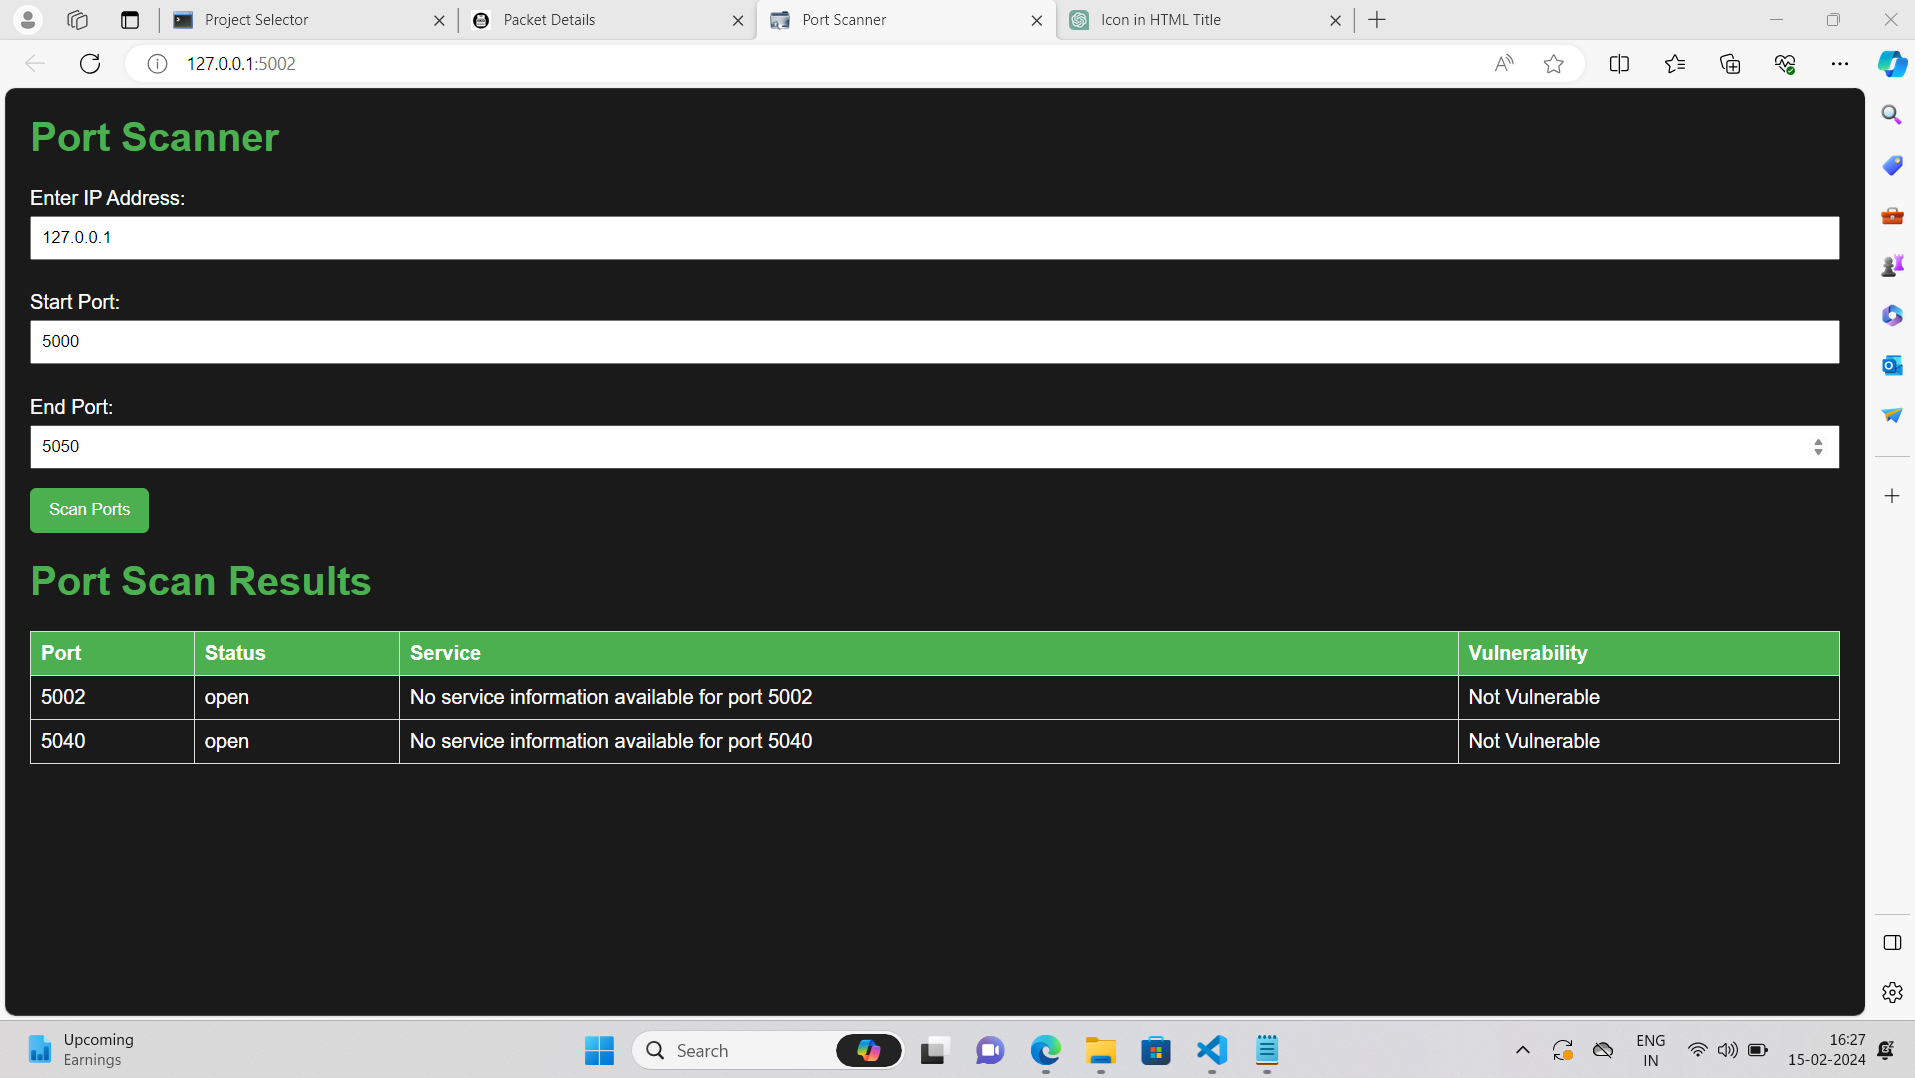 Project Selector
Packet Details
Port Scanner
Icon in HTML Title
127.0.0.1:5002
Port Scanner
Enter IP Address:
127.0.0.1
Start Port:
5000
End Port:
5050
Scan Ports
Port Scan Results
Port Status Service Vulnerability
5002 open No service information available for port 5002 Not Vulnerable
5040 open No service information available for port 5040 Not Vulnerable
Upcoming
Earnings
Search
ENG
IN
16:27
15-02-2024